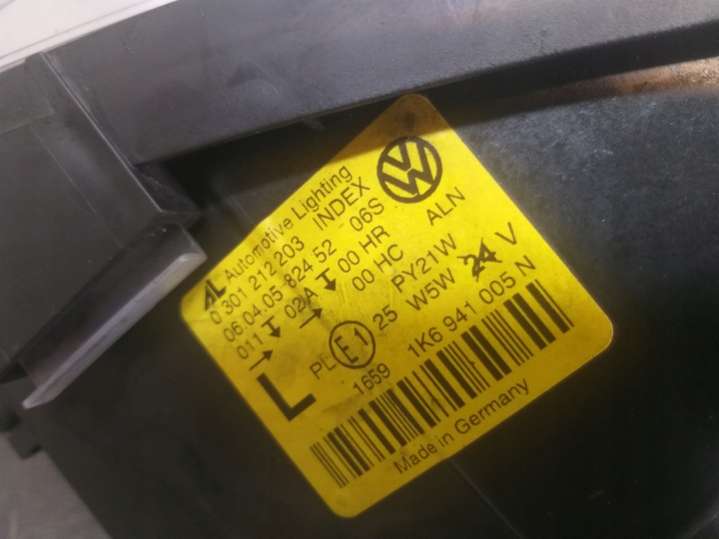 AL Automotive Lighting
0 301 212 203 INDEX
06.04.05 824 52 06S
011 02A 00 HR ALN
00 HC
PL E1 25 PY21W
W5W 24 V
L
1659 1K6 941 005 N
Made in Germany